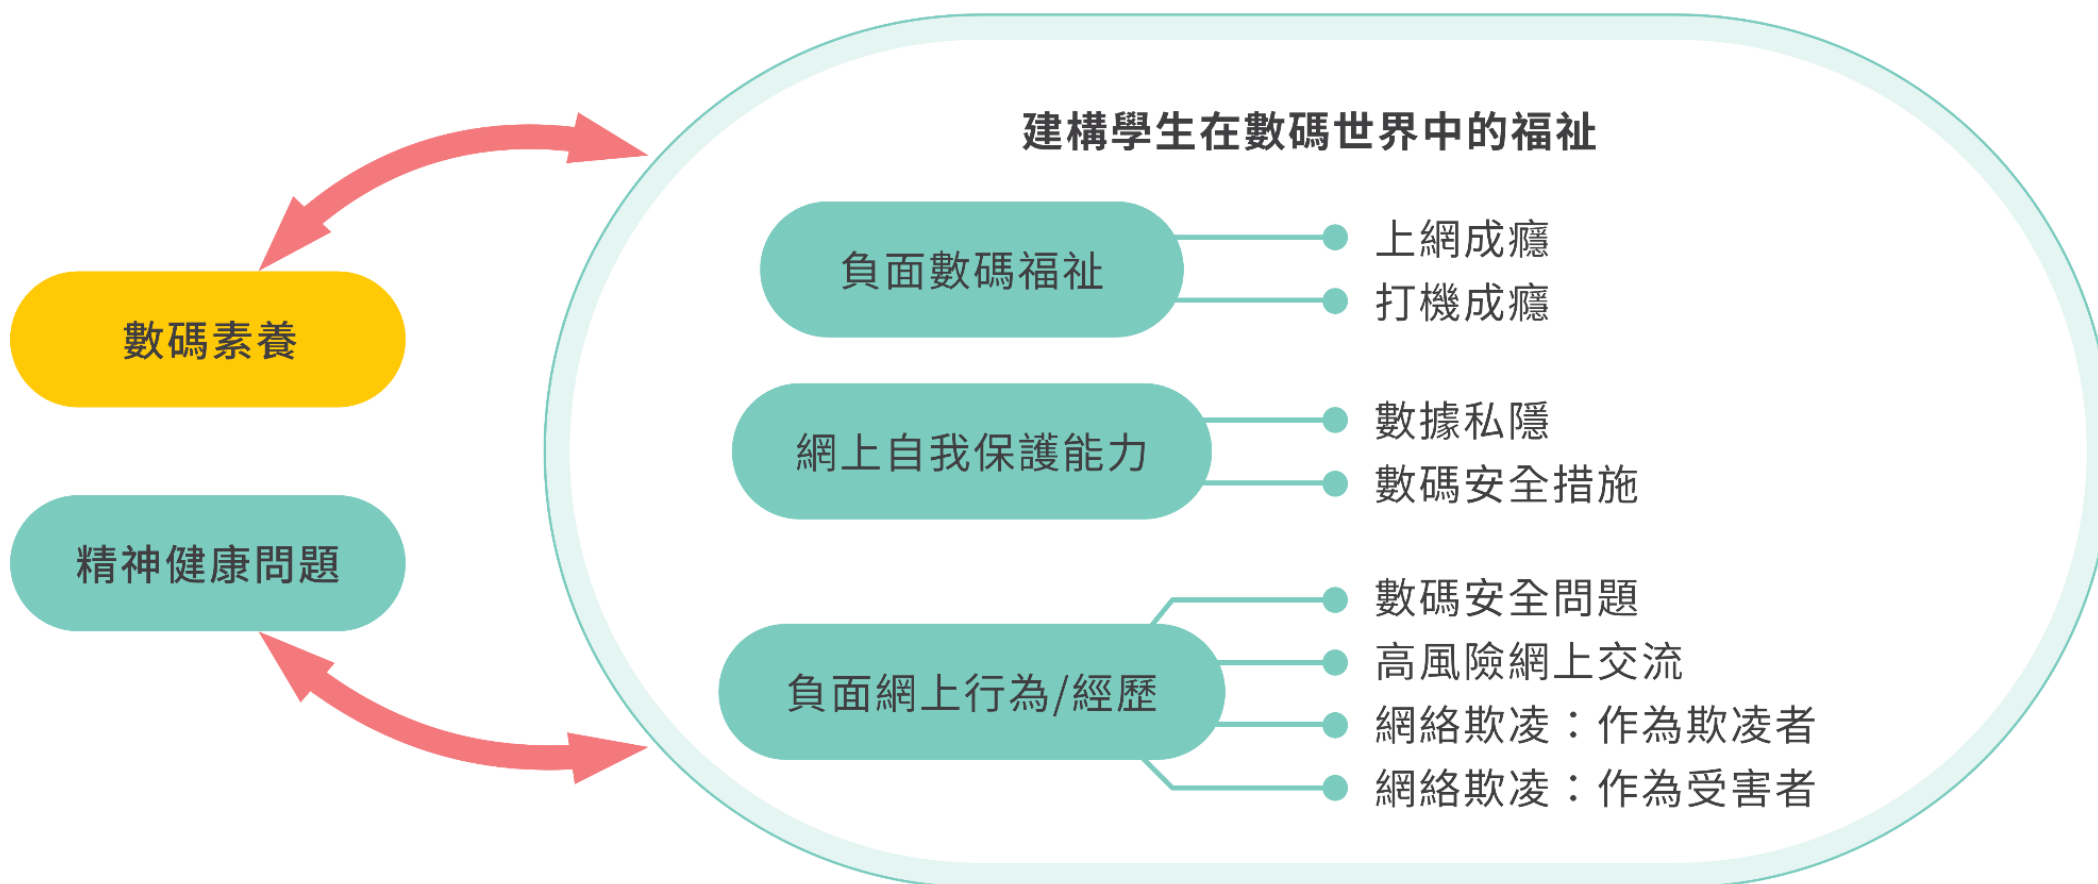 數碼素養
精神健康問題
建構學生在數碼世界中的福祉
負面數碼福祉
上網成癮
打機成癮
網上自我保護能力
數據私隱
數碼安全措施
負面網上行為/經歷
數碼安全問題
高風險網上交流
網絡欺凌：作為欺凌者
網絡欺凌：作為受害者